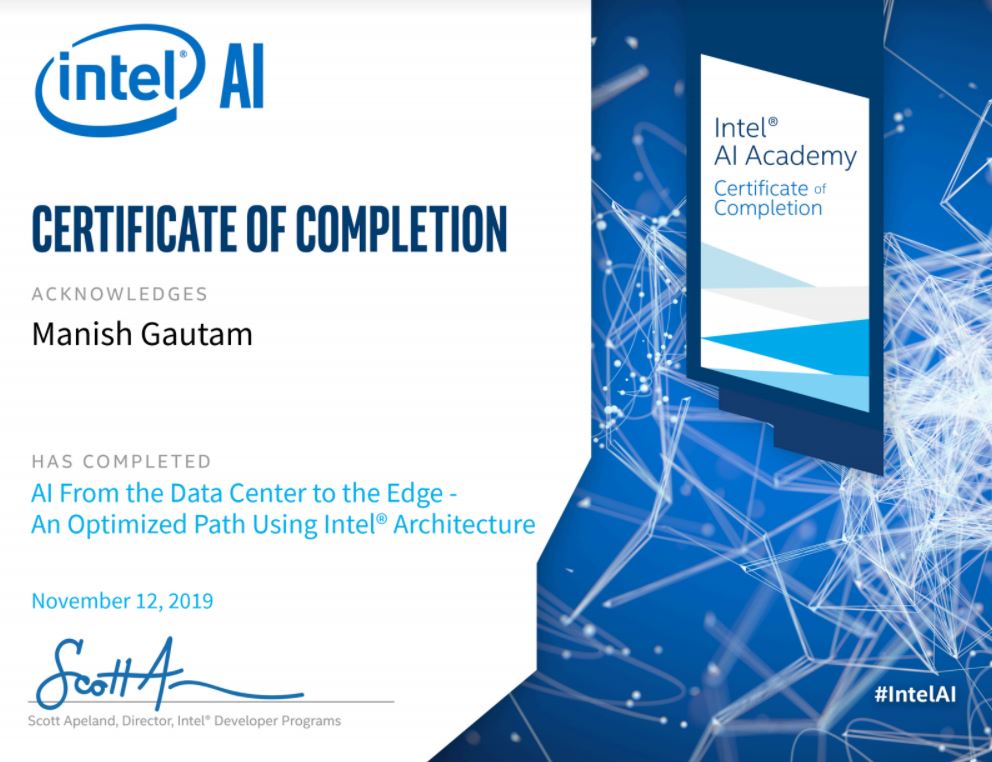 intel® AI
CERTIFICATE OF COMPLETION
ACKNOWLEDGES
Manish Gautam
HAS COMPLETED
AI From the Data Center to the Edge -
An Optimized Path Using Intel® Architecture
November 12, 2019
Scott A
Scott Apeland, Director, Intel® Developer Programs
Intel®
AI Academy
Certificate of
Completion
#IntelAI